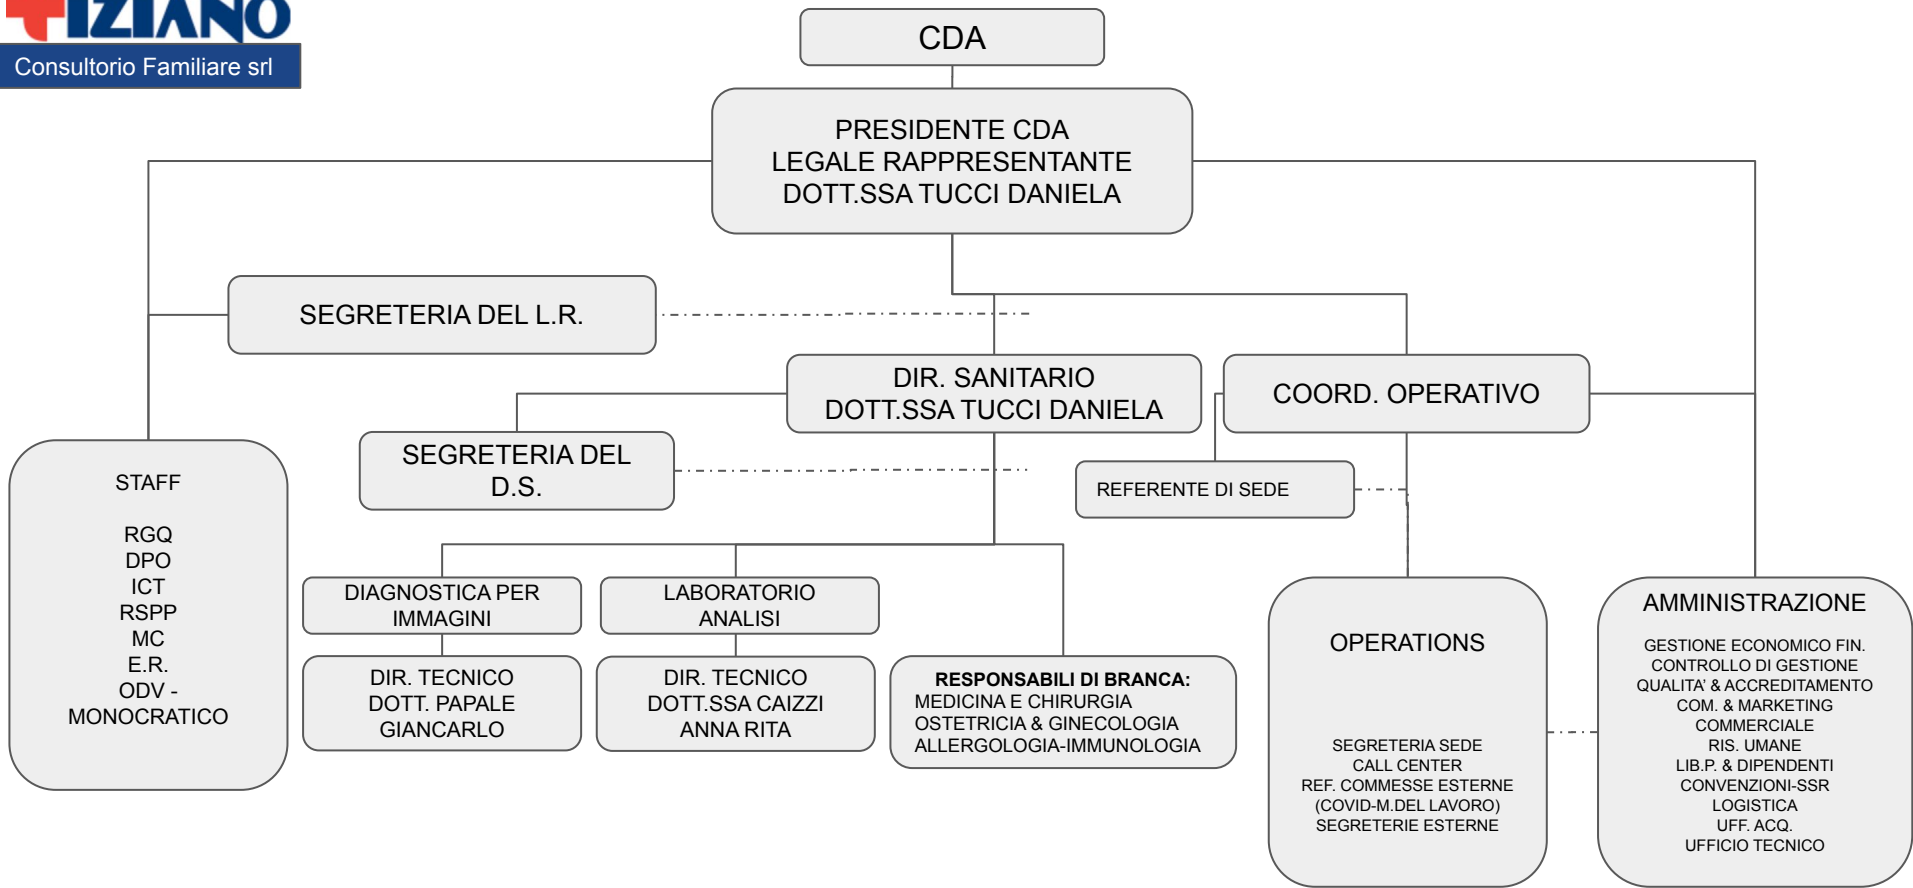 TIZIANO
Consultorio Familiare srl
CDA
PRESIDENTE CDA
LEGALE RAPPRESENTANTE
DOTT.SSA TUCCI DANIELA
SEGRETERIA DEL L.R.
DIR. SANITARIO
DOTT.SSA TUCCI DANIELA
COORD. OPERATIVO
SEGRETERIA DEL
D.S.
REFERENTE DI SEDE
STAFF
RGQ
DPO
ICT
RSPP
MC
E.R.
ODV -
MONOCRATICO
DIAGNOSTICA PER
IMMAGINI
LABORATORIO
ANALISI
DIR. TECNICO
DOTT. PAPALE
GIANCARLO
DIR. TECNICO
DOTT.SSA CAIZZI
ANNA RITA
RESPONSABILI DI BRANCA:
MEDICINA E CHIRURGIA
OSTETRICIA & GINECOLOGIA
ALLERGOLOGIA-IMMUNOLOGIA
OPERATIONS
SEGRETERIA SEDE
CALL CENTER
REF. COMMESSE ESTERNE
(COVID-M.DEL LAVORO)
SEGRETERIE ESTERNE
AMMINISTRAZIONE
GESTIONE ECONOMICO FIN.
CONTROLLO DI GESTIONE
QUALITA' & ACCREDITAMENTO
COM. & MARKETING
COMMERCIALE
RIS. UMANE
LIB.P. & DIPENDENTI
CONVENZIONI-SSR
LOGISTICA
UFF. ACQ.
UFFICIO TECNICO